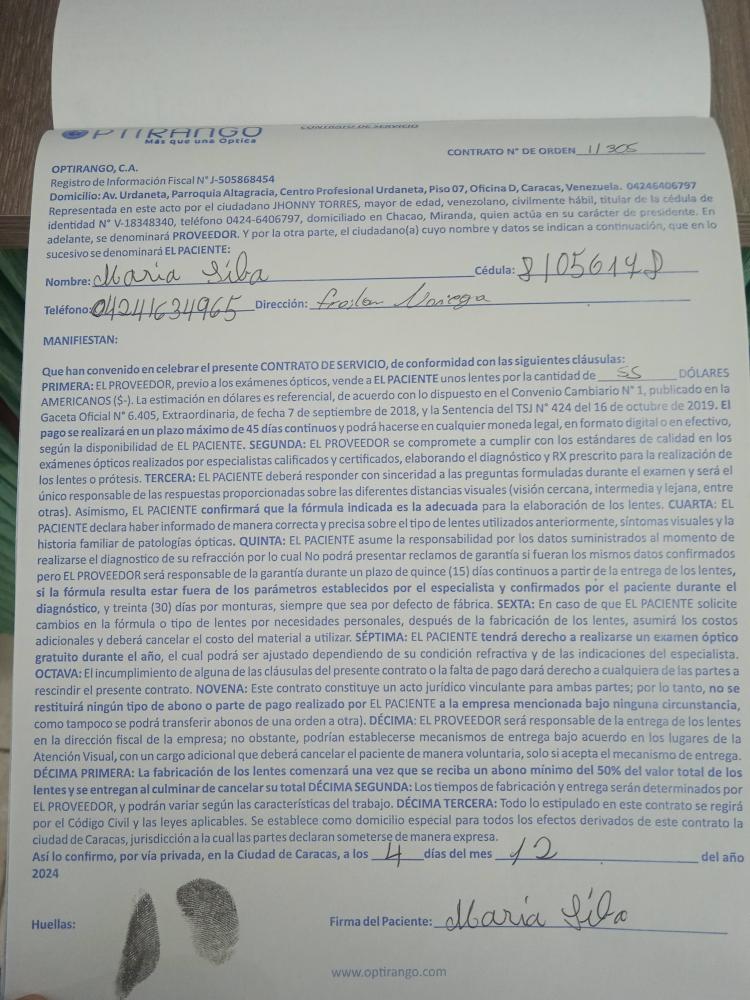 OPTIRANGO
CONTRATO DE SERVICIO
Más que una Óptica
CONTRATO N° DE ORDEN 11305
OPTIRANGO, C.A.
Registro de Información Fiscal N° J-505868454
Domicilio: Av. Urdaneta, Parroquia Altagracia, Centro Profesional Urdaneta, Piso 07, Oficina D, Caracas, Venezuela. 04246406797
Representada en este acto por el ciudadano JHONNY TORRES, mayor de edad, venezolano, civilmente hábil, titular de la cédula de
identidad N° V-18348340, teléfono 0424-6406797, domiciliado en Chacao, Miranda, quien actúa en su carácter de presidente. En
adelante, se denominará PROVEEDOR. Y por la otra parte, el ciudadano(a) cuyo nombre y datos se indican a continuación, que en lo
sucesivo se denominará EL PACIENTE:
Nombre: Maria Silva Cédula: 81056178
Teléfono: 04241634965 Dirección: Noriega
MANIFIESTAN:
Que han convenido en celebrar el presente CONTRATO DE SERVICIO, de conformidad con las siguientes cláusulas:
PRIMERA: EL PROVEEDOR, previo a los exámenes ópticos, vende a EL PACIENTE unos lentes por la cantidad de 55 DÓLARES
AMERICANOS ($-). La estimación en dólares es referencial, de acuerdo con lo dispuesto en el Convenio Cambiario N° 1, publicado en la
Gaceta Oficial N° 6.405, Extraordinaria, de fecha 7 de septiembre de 2018, y la Sentencia del TSJ N° 424 del 16 de octubre de 2019. El
pago se realizará en un plazo máximo de 45 días continuos y podrá hacerse en cualquier moneda legal, en formato digital o en efectivo,
según la disponibilidad de EL PACIENTE. SEGUNDA: EL PROVEEDOR se compromete a cumplir con los estándares de calidad en los
exámenes ópticos realizados por especialistas calificados y certificados, elaborando el diagnóstico y RX prescrito para la realización de
los lentes o prótesis. TERCERA: EL PACIENTE deberá responder con sinceridad a las preguntas formuladas durante el examen y será el
único responsable de las respuestas proporcionadas sobre las diferentes distancias visuales (visión cercana, intermedia y lejana, entre
otras). Asimismo, EL PACIENTE confirmará que la fórmula indicada es la adecuada para la elaboración de los lentes. CUARTA: EL
PACIENTE declara haber informado de manera correcta y precisa sobre el tipo de lentes utilizados anteriormente, síntomas visuales y la
historia familiar de patologías ópticas. QUINTA: EL PACIENTE asume la responsabilidad por los datos suministrados al momento de
realizarse el diagnostico de su refracción por lo cual No podrá presentar reclamos de garantía si fueran los mismos datos confirmados
pero EL PROVEEDOR será responsable de la garantía durante un plazo de quince (15) días continuos a partir de la entrega de los lentes,
si la fórmula resulta estar fuera de los parámetros establecidos por el especialista y confirmados por el paciente durante el
diagnóstico, y treinta (30) días por monturas, siempre que sea por defecto de fábrica. SEXTA: En caso de que EL PACIENTE solicite
cambios en la fórmula o tipo de lentes por necesidades personales, después de la fabricación de los lentes, asumirá los costos
adicionales y deberá cancelar el costo del material a utilizar. SÉPTIMA: EL PACIENTE tendrá derecho a realizarse un examen óptico
gratuito durante el año, el cual podrá ser ajustado dependiendo de su condición refractiva y de las indicaciones del especialista.
OCTAVA: El incumplimiento de alguna de las cláusulas del presente contrato o la falta de pago dará derecho a cualquiera de las partes a
rescindir el presente contrato. NOVENA: Este contrato constituye un acto jurídico vinculante para ambas partes; por lo tanto, no se
restituirá ningún tipo de abono o parte de pago realizado por EL PACIENTE a la empresa mencionada bajo ninguna circunstancia,
como tampoco se podrá transferir abonos de una orden a otra). DÉCIMA: EL PROVEEDOR será responsable de la entrega de los lentes
en la dirección fiscal de la empresa; no obstante, podrían establecerse mecanismos de entrega bajo acuerdo en los lugares de la
Atención Visual, con un cargo adicional que deberá cancelar el paciente de manera voluntaria, solo si acepta el mecanismo de entrega.
DÉCIMA PRIMERA: La fabricación de los lentes comenzará una vez que se reciba un abono mínimo del 50% del valor total de los
lentes y se entregan al culminar de cancelar su total DÉCIMA SEGUNDA: Los tiempos de fabricación y entrega serán determinados por
EL PROVEEDOR, y podrán variar según las características del trabajo. DÉCIMA TERCERA: Todo lo estipulado en este contrato se regirá
por el Código Civil y las leyes aplicables. Se establece como domicilio especial para todos los efectos derivados de este contrato la
ciudad de Caracas, jurisdicción a la cual las partes declaran someterse de manera expresa.
Así lo confirmo, por vía privada, en la Ciudad de Caracas, a los 4 días del mes 12 del año
2024
Huellas:
Firma del Paciente: Maria Silva
www.optirango.com